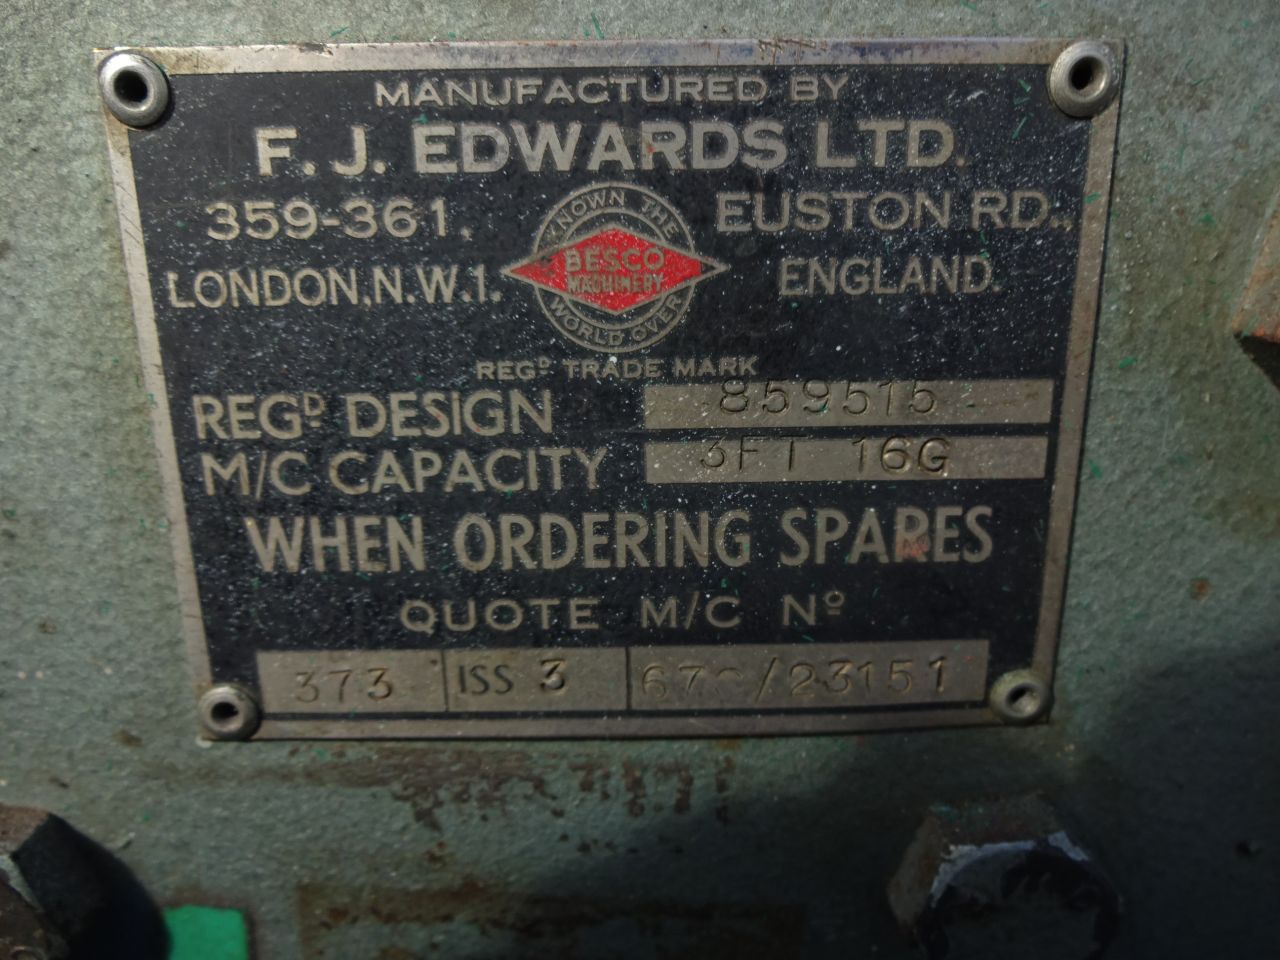 MANUFACTURED BY
F. J. EDWARDS LTD.
359-361, EUSTON RD.,
LONDON, N.W.1. ENGLAND.
KNOWN THE
BESCO
MACHINERY
WORLD OVER
REGD TRADE MARK
REGD DESIGN 859515
M/C CAPACITY 3FT 16G
WHEN ORDERING SPARES
QUOTE M/C No
373 ISS 3